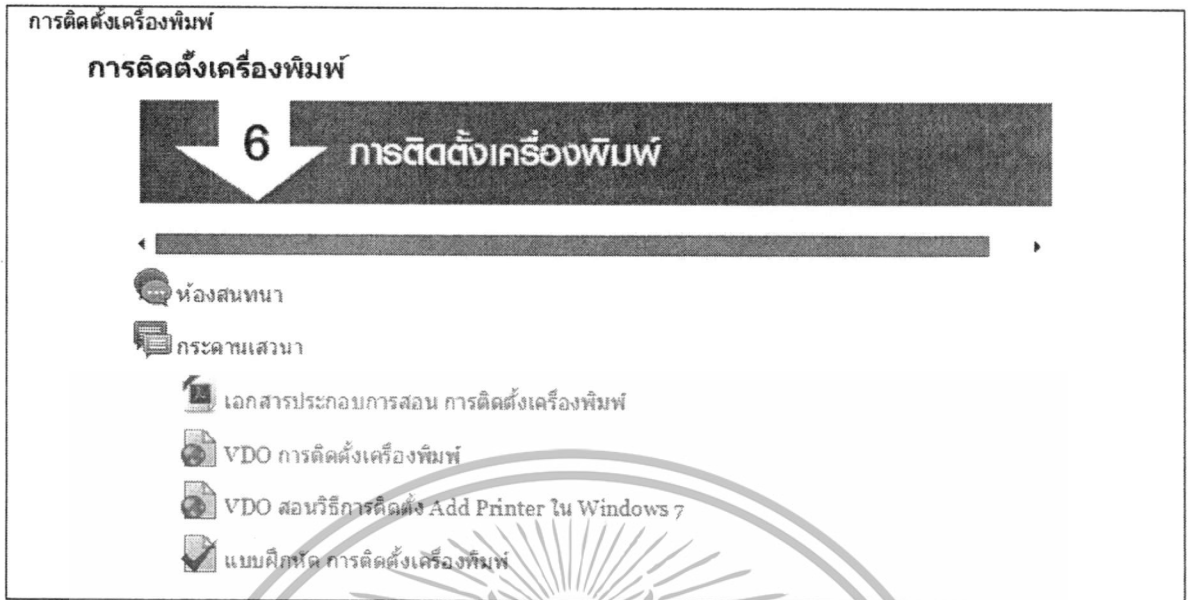 การติดตั้งเครื่องพิมพ์
การติดตั้งเครื่องพิมพ์
6 การติดตั้งเครื่องพิมพ์
ห้องสนทนา
กระดานเสวนา
เอกสารประกอบการสอน การติดตั้งเครื่องพิมพ์
VDO การติดตั้งเครื่องพิมพ์
VDO สอนวิธีการติดตั้ง Add Printer ใน Windows 7
แบบฝึกหัด การติดตั้งเครื่องพิมพ์